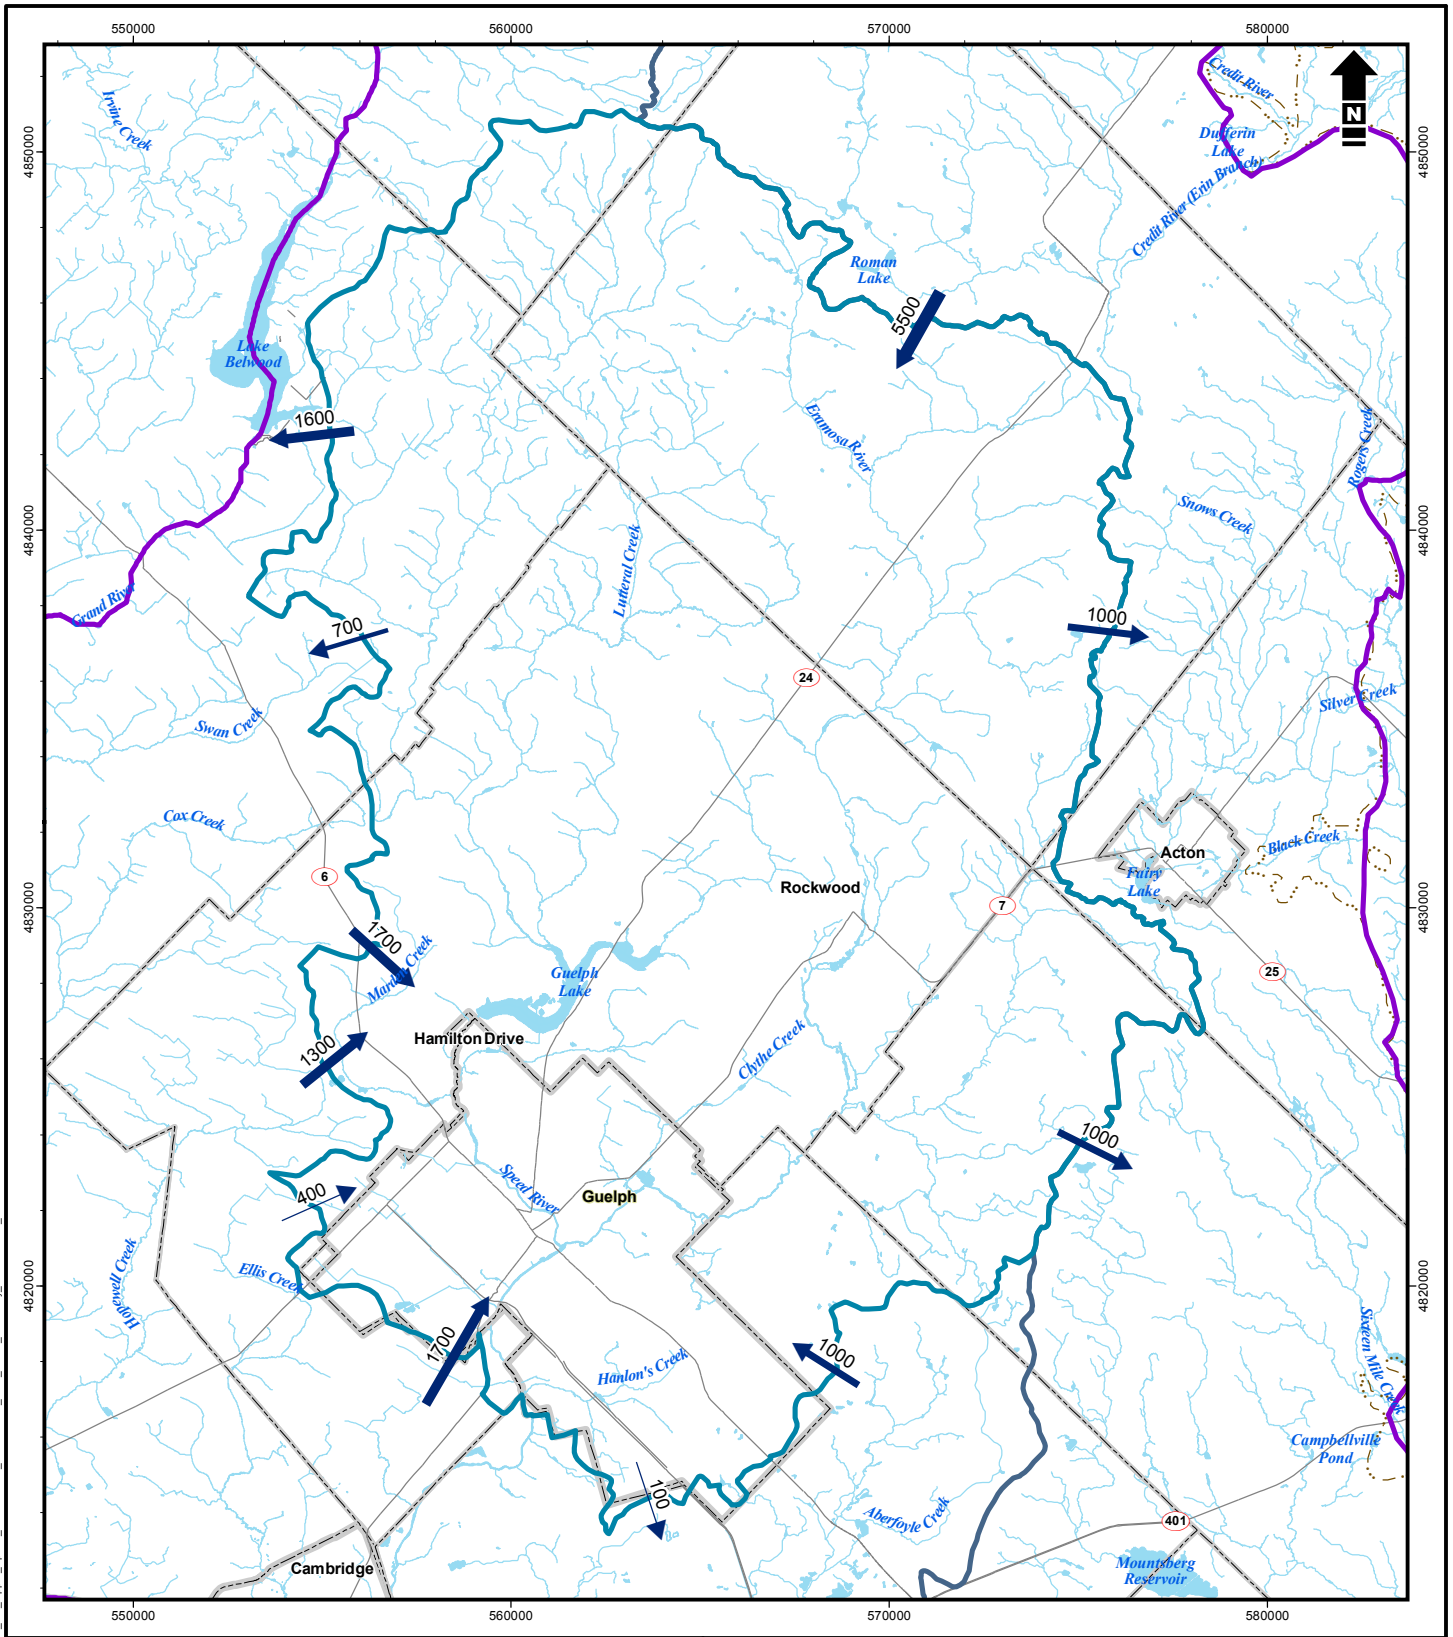 550000
560000
570000
580000
4850000
4850000
Irvine Creek
Credit River
N
Dufferin
Lake
Credit River (Erin Branch)
Roman
Lake
5500
Lake
Belwood
1600
Eramosa River
Rogers Creek
Snows Creek
4840000
4840000
Lutteral Creek
Grand River
700
1000
24
Silver Creek
Swan Creek
Cox Creek
Black Creek
Acton
Fairy
Lake
6
Rockwood
7
4830000
4830000
1700
Marden Creek
Guelph
Lake
25
Hamilton Drive
1300
Clythe Creek
1000
Speed River
400
Guelph
Hopewell Creek
Ellis Creek
4820000
4820000
1700
1000
Hanlon's Creek
Sixteen Mile Creek
Campbellville
Pond
100
Aberfoyle Creek
401
Cambridge
Mountsberg
Reservoir
550000
560000
570000
580000